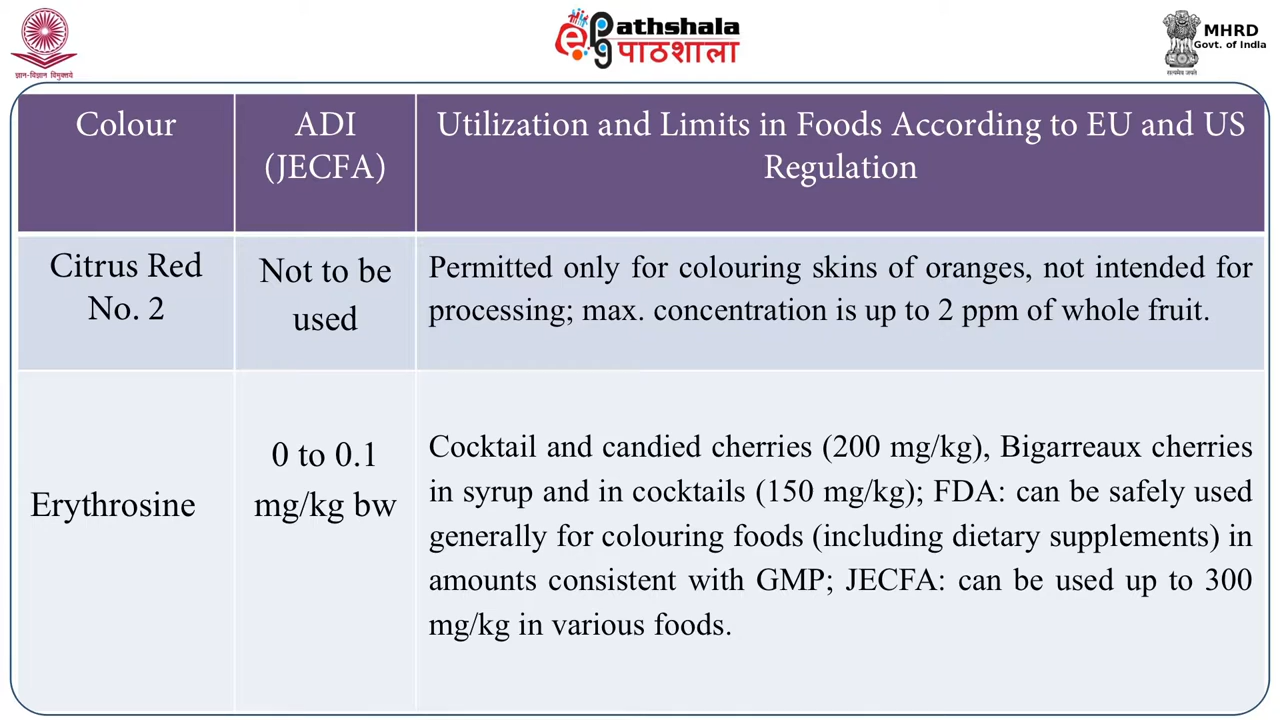 ज्ञान-विज्ञान विमुक्तये
e
Pathshala
पाठशाला
MHRD
Govt. of India
सत्यमेव जयते
Colour
ADI
(JECFA)
Utilization and Limits in Foods According to EU and US
Regulation
Citrus Red
No. 2
Not to be
used
Permitted only for colouring skins of oranges, not intended for
processing; max. concentration is up to 2 ppm of whole fruit.
Erythrosine
0 to 0.1
mg/kg bw
Cocktail and candied cherries (200 mg/kg), Bigarreaux cherries
in syrup and in cocktails (150 mg/kg); FDA: can be safely used
generally for colouring foods (including dietary supplements) in
amounts consistent with GMP; JECFA: can be used up to 300
mg/kg in various foods.